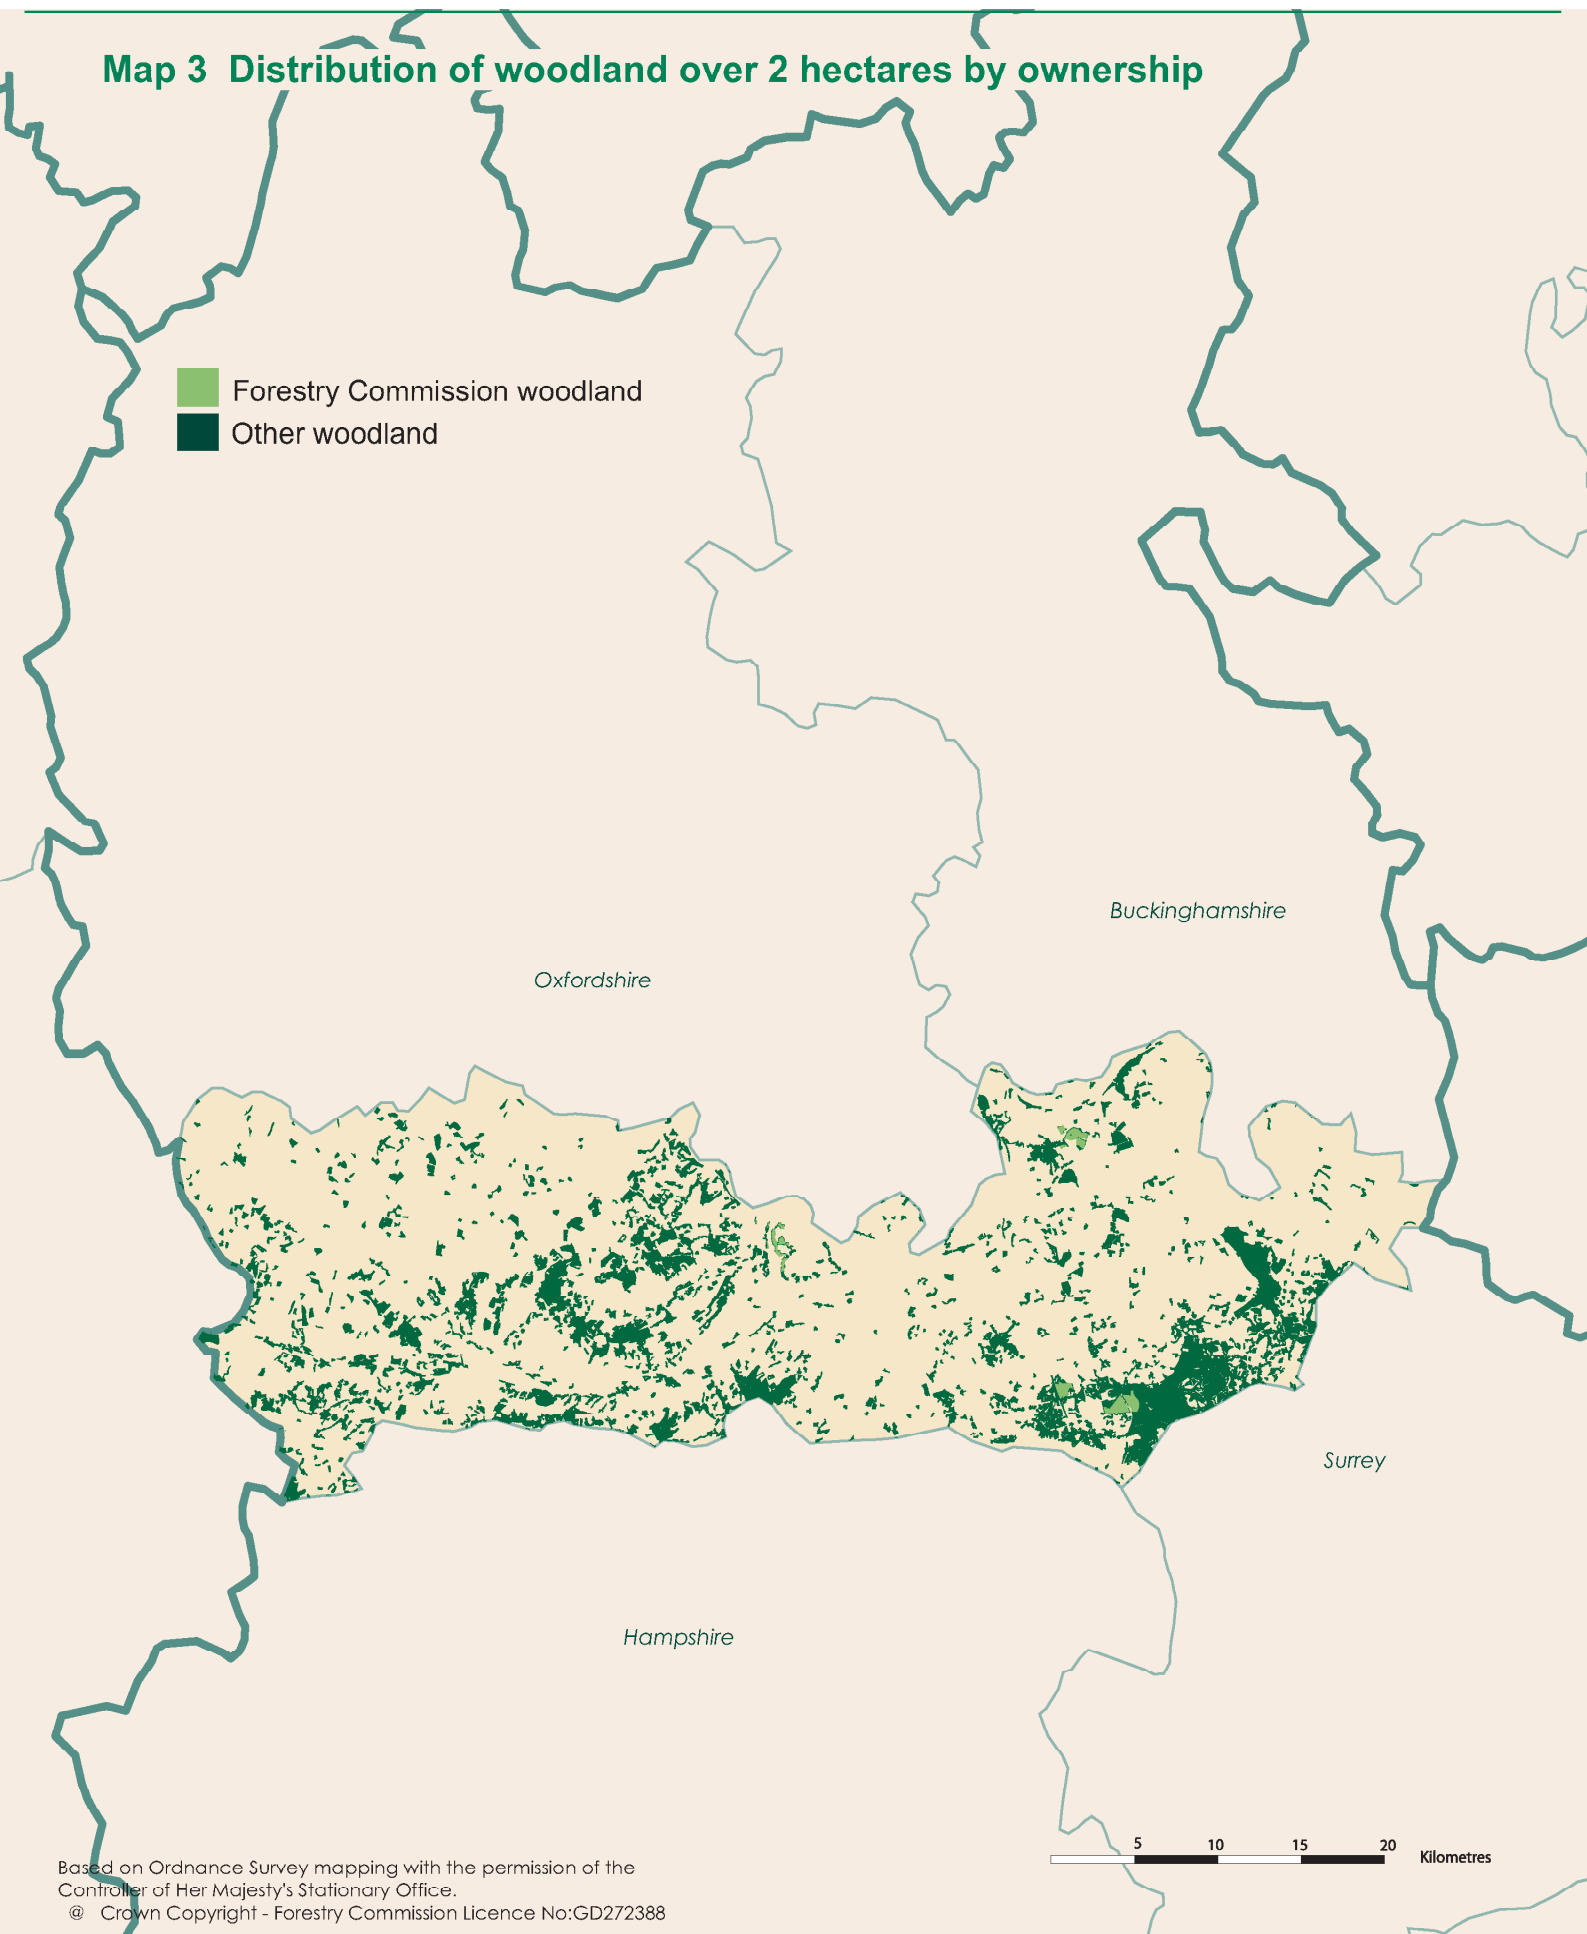 Map 3 Distribution of woodland over 2 hectares by ownership
Forestry Commission woodland
Other woodland
Buckinghamshire
Oxfordshire
Surrey
Hampshire
5 10 15 20
Kilometres
Based on Ordnance Survey mapping with the permission of the
Controller of Her Majesty's Stationary Office.
@ Crown Copyright - Forestry Commission Licence No:GD272388